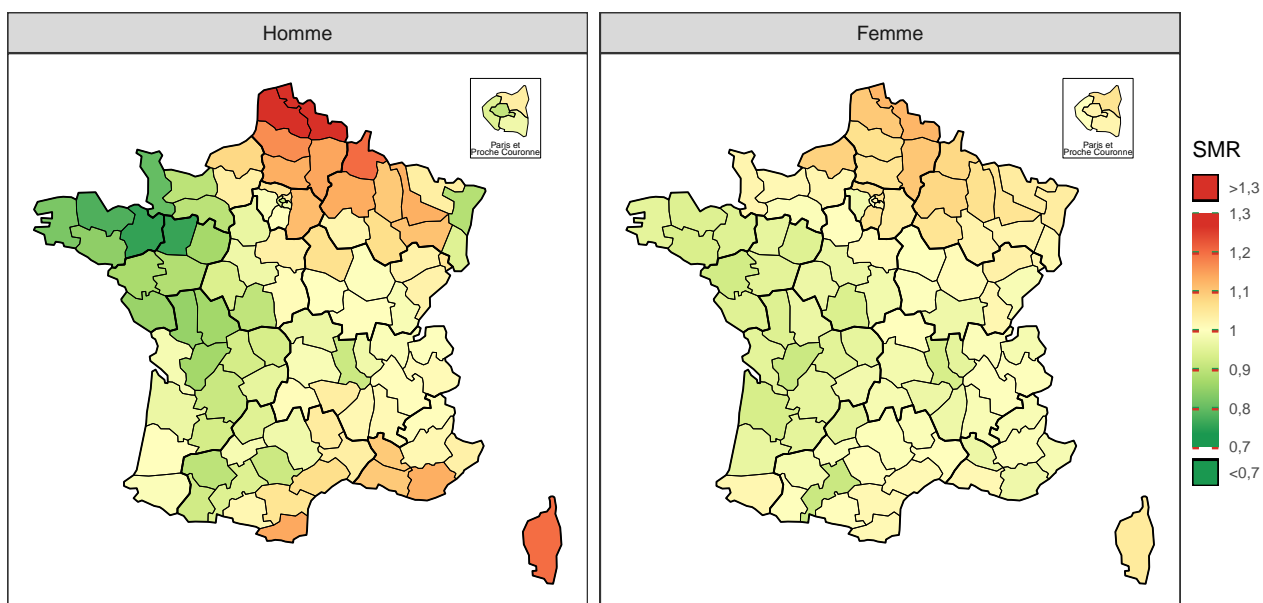 Homme
Femme
Paris et
Proche Couronne
Paris et
Proche Couronne
SMR
>1,3
1,3
1,2
1,1
1
0,9
0,8
0,7
<0,7